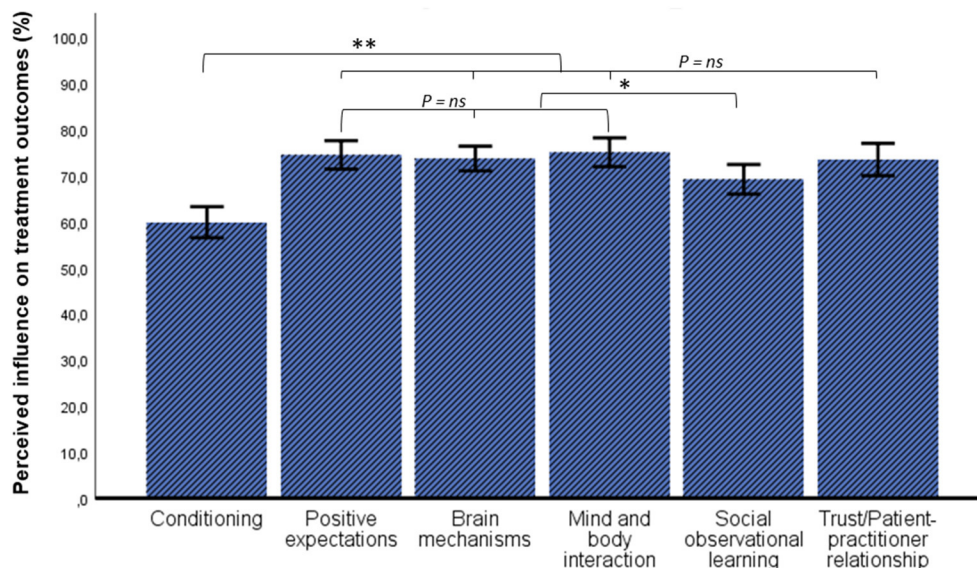 Perceived influence on treatment outcomes (%)
100,0
90,0
80,0
70,0
60,0
50,0
40,0
30,0
20,0
10,0
,0
**
P = ns
*
P = ns
Conditioning
Positive
expectations
Brain
mechanisms
Mind and
body
interaction
Social
observational
learning
Trust/Patient-
practitioner
relationship